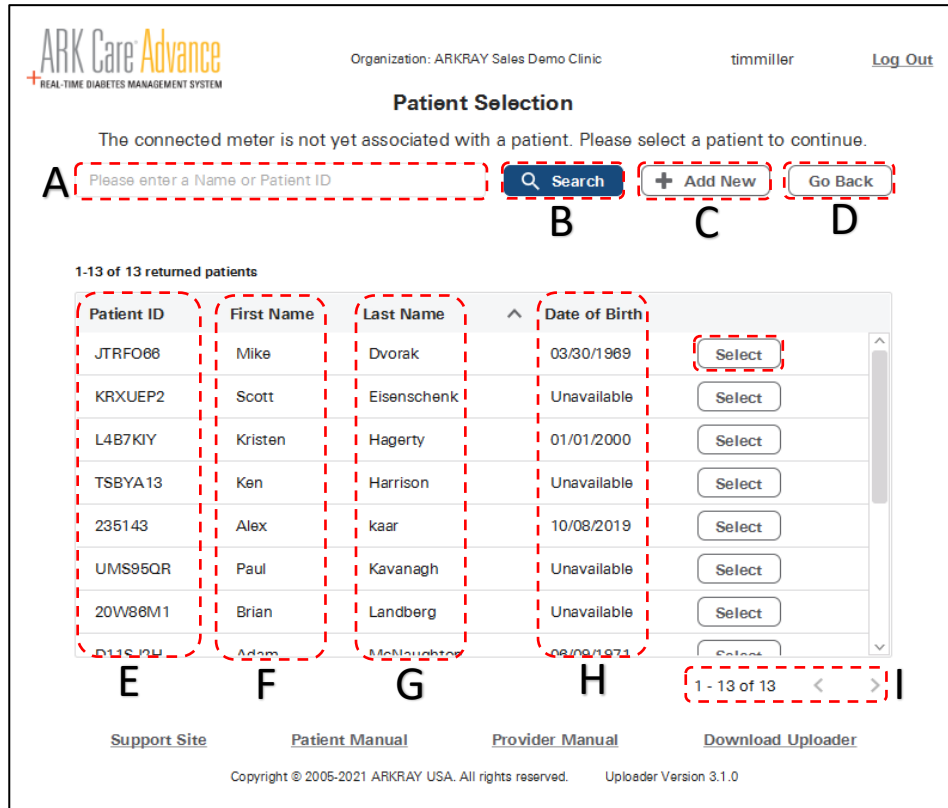 ARK Care Advance
REAL-TIME DIABETES MANAGEMENT SYSTEM
Organization: ARKRAY Sales Demo Clinic timmiller Log Out
Patient Selection
The connected meter is not yet associated with a patient. Please select a patient to continue.
A Please enter a Name or Patient ID Search + Add New Go Back
B C D
1-13 of 13 returned patients
Patient ID First Name Last Name Date of Birth
JTRFO66 Mike Dvorak 03/30/1969 Select
KRXUEP2 Scott Eisenschenk Unavailable Select
L4B7KIY Kristen Hagerty 01/01/2000 Select
TSBYA13 Ken Harrison Unavailable Select
235143 Alex kaar 10/08/2019 Select
UMS95QR Paul Kavanagh Unavailable Select
20W86M1 Brian Landberg Unavailable Select
Adam McNaughton 06/09/1971 Select
E F G H 1 - 13 of 13 < > I
Support Site Patient Manual Provider Manual Download Uploader
Copyright © 2005-2021 ARKRAY USA. All rights reserved. Uploader Version 3.1.0